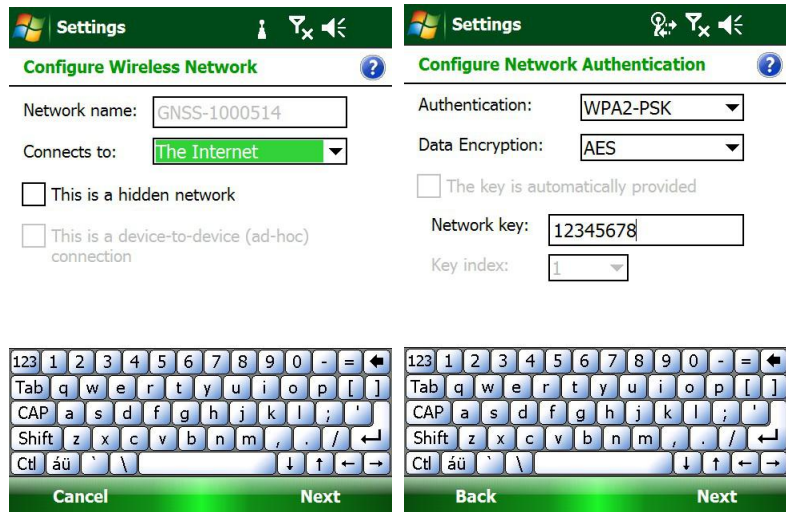 Settings
Configure Wireless Network
Network name: GNSS-1000514
Connects to: The Internet
This is a hidden network
This is a device-to-device (ad-hoc)
connection
123 1 2 3 4 5 6 7 8 9 0 - =
Tab q w e r t y u i o p [ ]
CAP a s d f g h j k l ; '
Shift z x c v b n m , . /
Ctl áü ` \
Cancel Next
Settings
Configure Network Authentication
Authentication: WPA2-PSK
Data Encryption: AES
The key is automatically provided
Network key: 12345678
Key index: 1
123 1 2 3 4 5 6 7 8 9 0 - =
Tab q w e r t y u i o p [ ]
CAP a s d f g h j k l ; '
Shift z x c v b n m , . /
Ctl áü ` \
Back Next